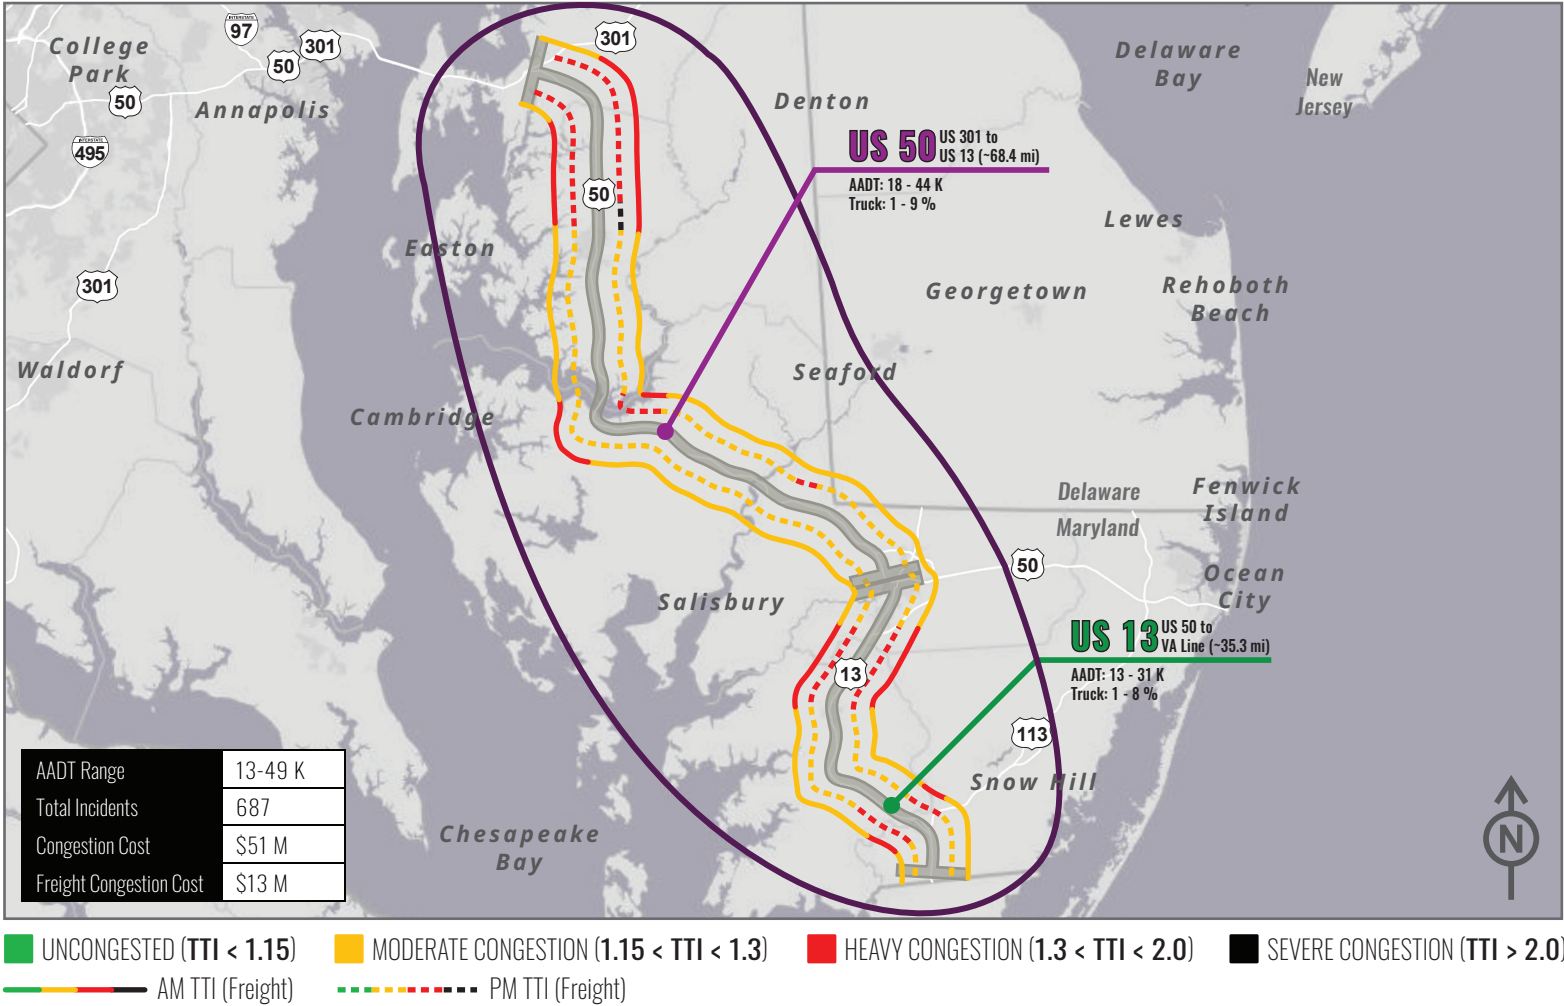 INTERSTATE
97
301
50
College
Park
50
Annapolis
INTERSTATE
495
301
Waldorf
301
Denton
Delaware
Bay
New
Jersey
US 50 US 301 to
US 13 (~68.4 mi)
AADT: 18 - 44 K
Truck: 1 - 9 %
50
Easton
Lewes
Georgetown
Rehoboth
Beach
Seaford
Cambridge
Delaware
Maryland
Fenwick
Island
50
Ocean
City
Salisbury
US 13 US 50 to
VA Line (~35.3 mi)
AADT: 13 - 31 K
Truck: 1 - 8 %
13
113
Snow Hill
Chesapeake
Bay
AADT Range 13-49 K
Total Incidents 687
Congestion Cost $51 M
Freight Congestion Cost $13 M
N
UNCONGESTED (TTI < 1.15) MODERATE CONGESTION (1.15 < TTI < 1.3) HEAVY CONGESTION (1.3 < TTI < 2.0) SEVERE CONGESTION (TTI > 2.0)
AM TTI (Freight) PM TTI (Freight)